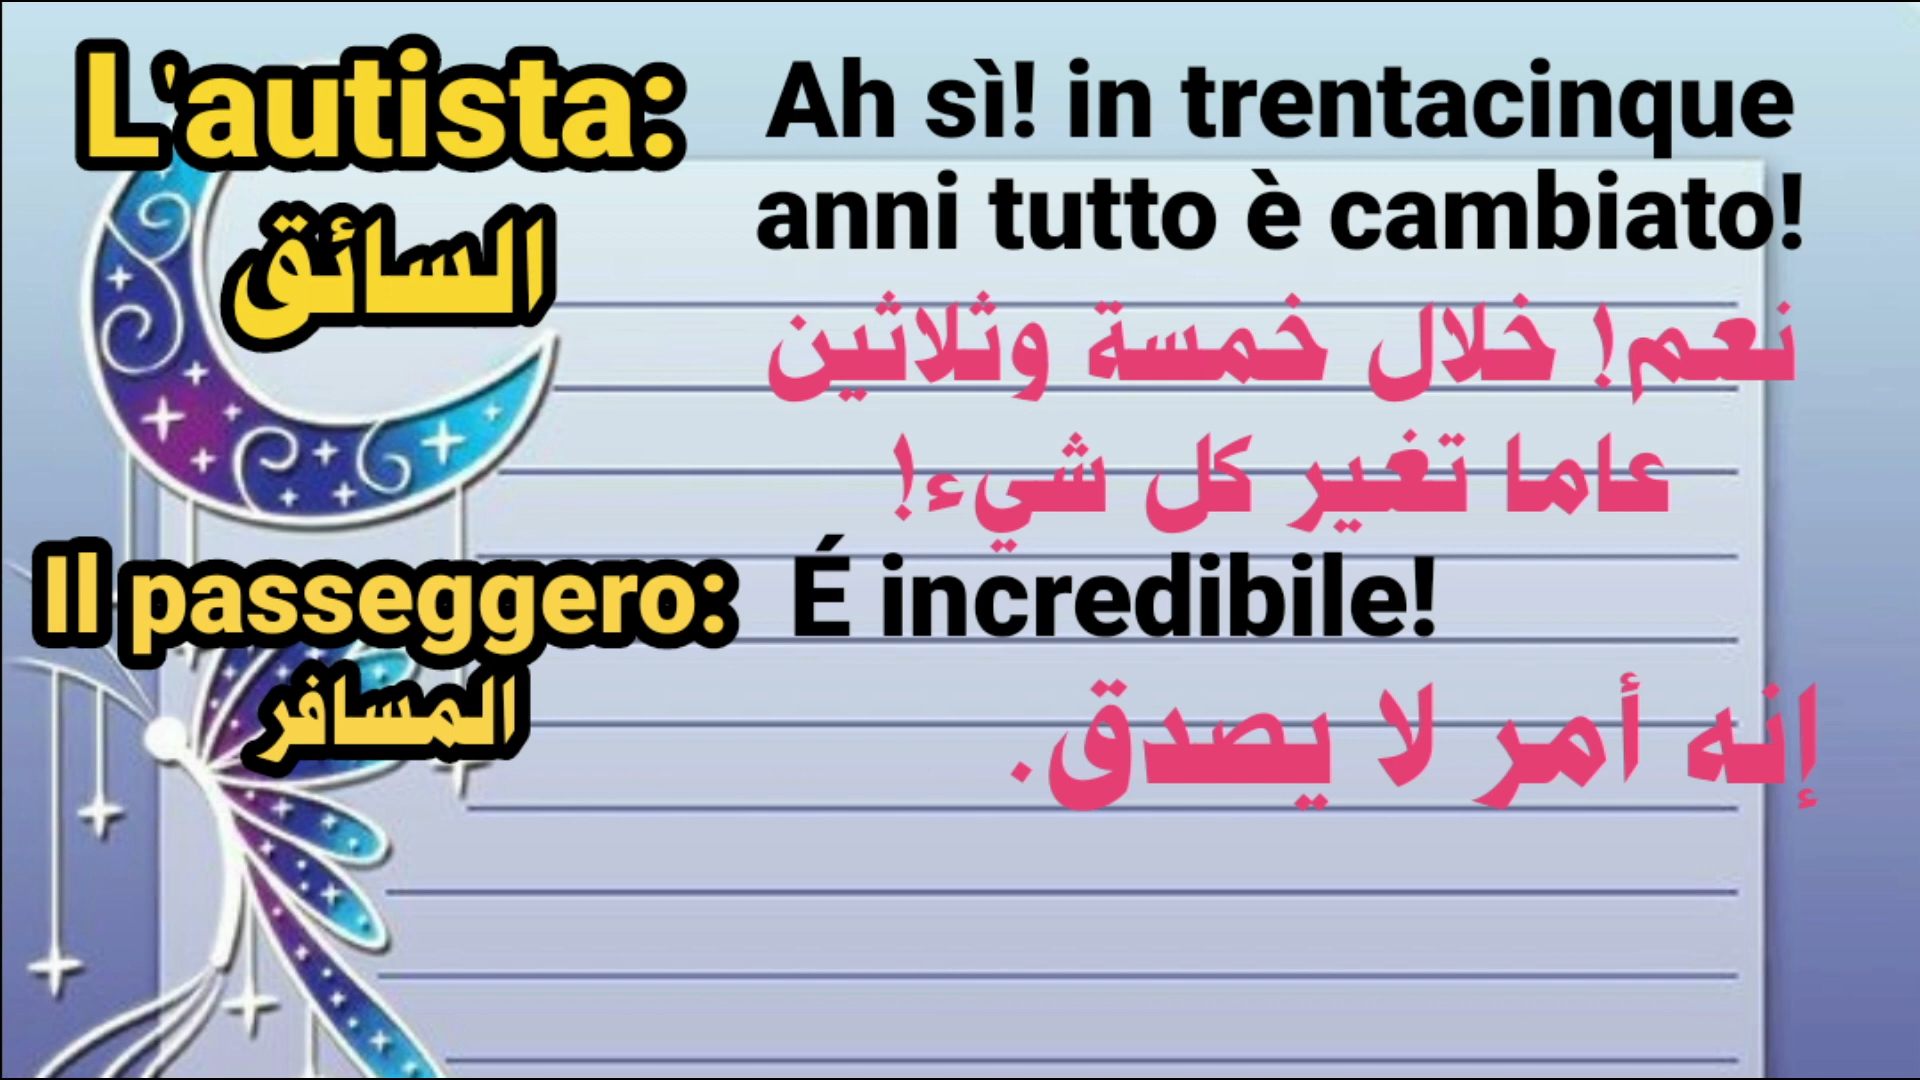 L'autista:
السائق
Ah sì! in trentacinque
anni tutto è cambiato!
نعم! خلال خمسة وثلاثين
عاما تغير كل شيء!
Il passeggero:
المسافر
É incredibile!
إنه أمر لا يصدق.